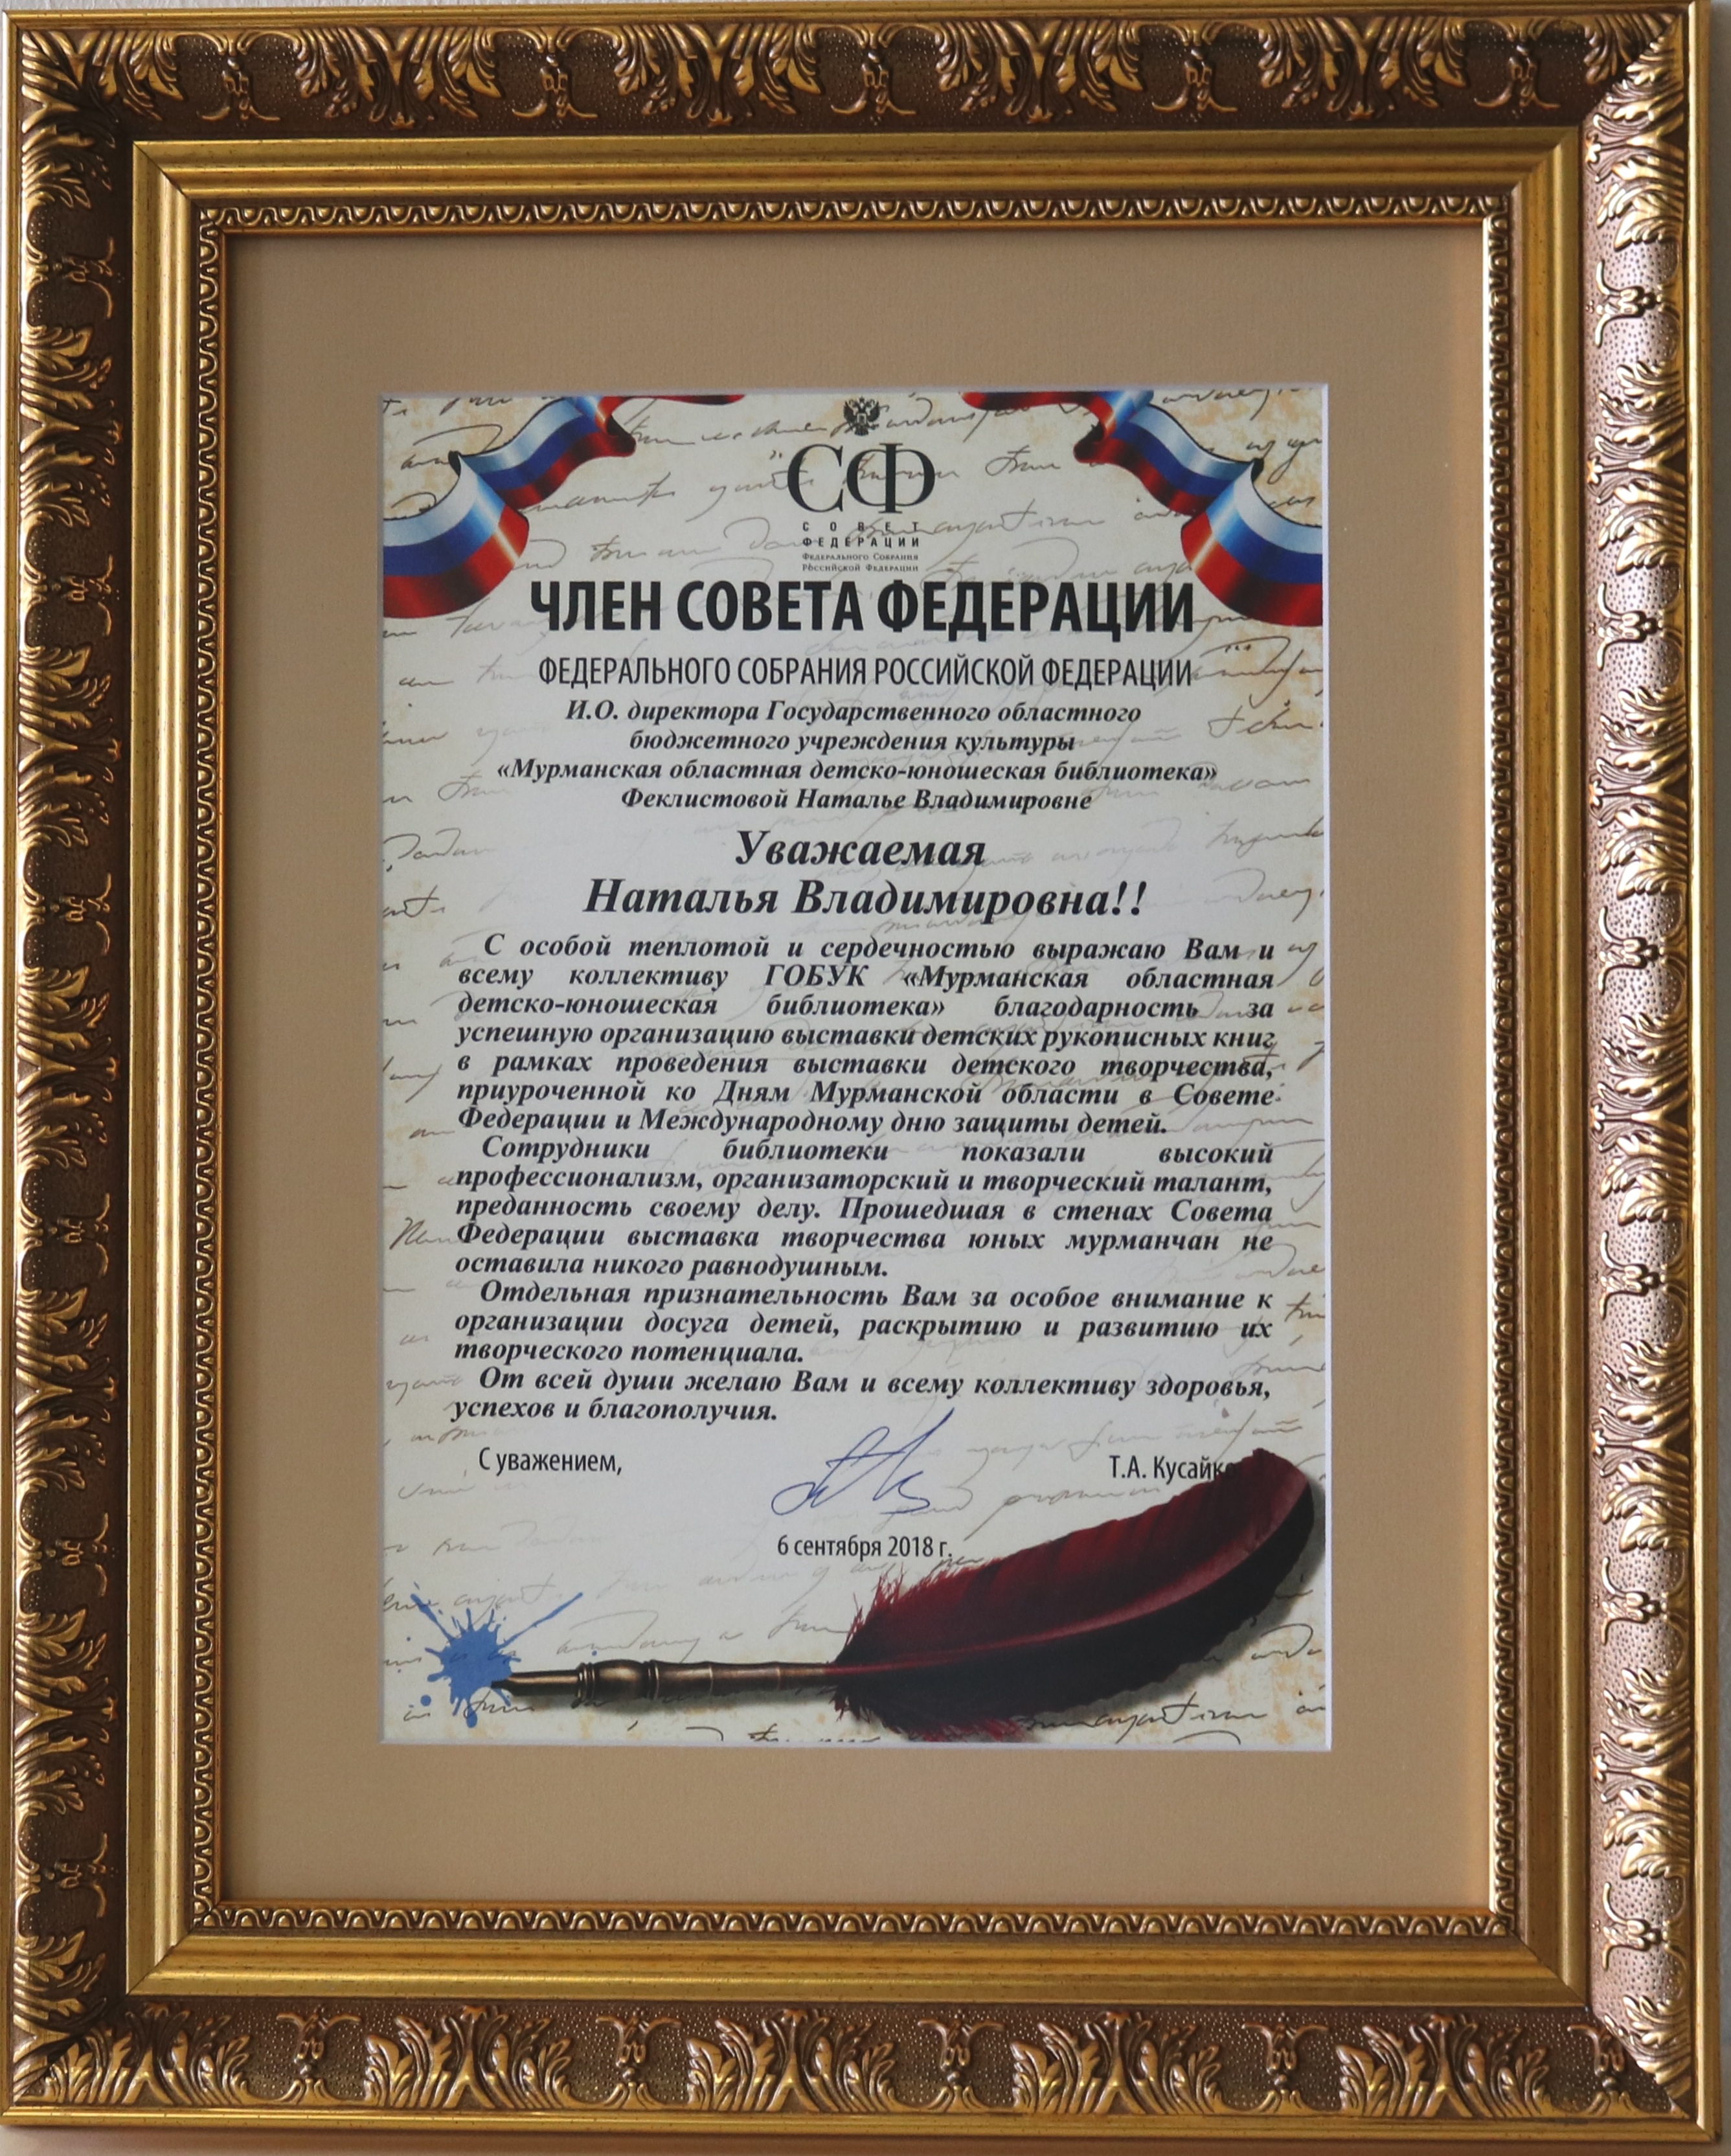 СФ
СОВЕТ
ФЕДЕРАЦИИ
Федерального Собрания
Российской Федерации
ЧЛЕН СОВЕТА ФЕДЕРАЦИИ
ФЕДЕРАЛЬНОГО СОБРАНИЯ РОССИЙСКОЙ ФЕДЕРАЦИИ
И.О. директора Государственного областного
бюджетного учреждения культуры
«Мурманская областная детско-юношеская библиотека»
Феклистовой Наталье Владимировне
Уважаемая
Наталья Владимировна!!
С особой теплотой и сердечностью выражаю Вам и
всему коллективу ГОБУК «Мурманская областная
детско-юношеская библиотека» благодарность за
успешную организацию выставки детских рукописных книг
в рамках проведения выставки детского творчества,
приуроченной ко Дням Мурманской области в Совете
Федерации и Международному дню защиты детей.
Сотрудники библиотеки показали высокий
профессионализм, организаторский и творческий талант,
преданность своему делу. Прошедшая в стенах Совета
Федерации выставка творчества юных мурманчан не
оставила никого равнодушным.
Отдельная признательность Вам за особое внимание к
организации досуга детей, раскрытию и развитию их
творческого потенциала.
От всей души желаю Вам и всему коллективу здоровья,
успехов и благополучия.
С уважением, Т.А.
6 сентября 2018 г.